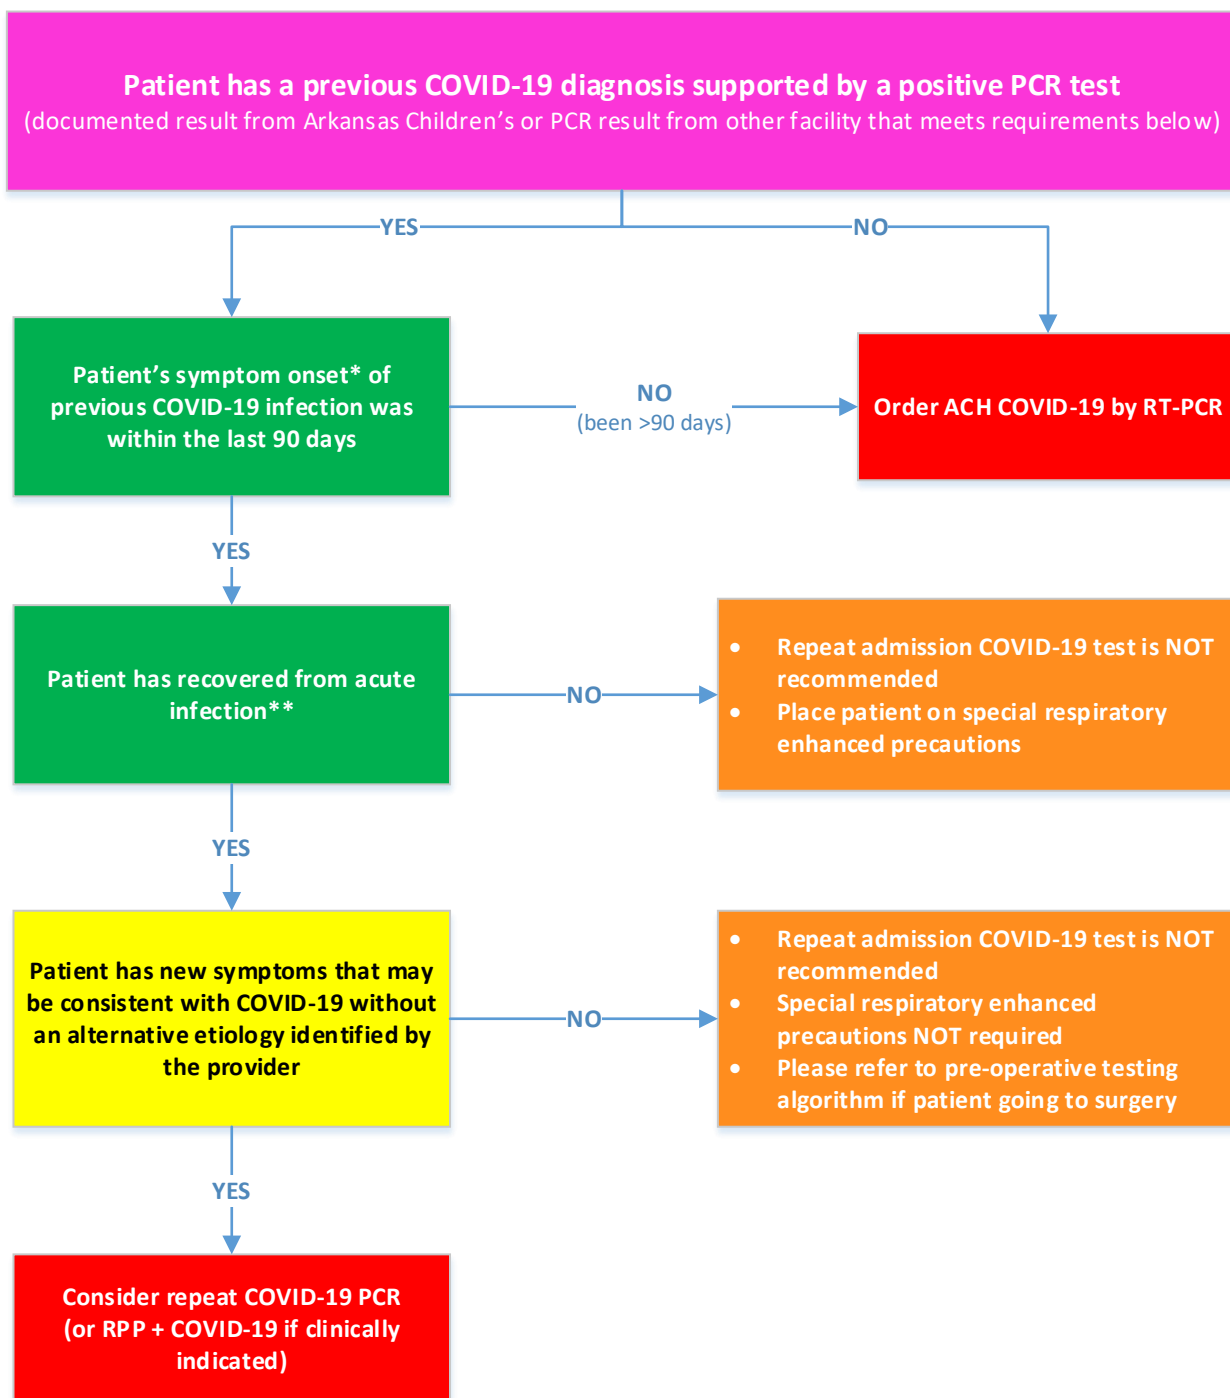 Patient has a previous COVID-19 diagnosis supported by a positive PCR test
(documented result from Arkansas Children’s or PCR result from other facility that meets requirements below)
YES
NO
Patient’s symptom onset* of
previous COVID-19 infection was
within the last 90 days
NO
(been >90 days)
Order ACH COVID-19 by RT-PCR
YES
Patient has recovered from acute
infection**
NO
• Repeat admission COVID-19 test is NOT
recommended
• Place patient on special respiratory
enhanced precautions
YES
Patient has new symptoms that may
be consistent with COVID-19 without
an alternative etiology identified by
the provider
NO
• Repeat admission COVID-19 test is NOT
recommended
• Special respiratory enhanced
precautions NOT required
• Please refer to pre-operative testing
algorithm if patient going to surgery
YES
Consider repeat COVID-19 PCR
(or RPP + COVID-19 if clinically
indicated)